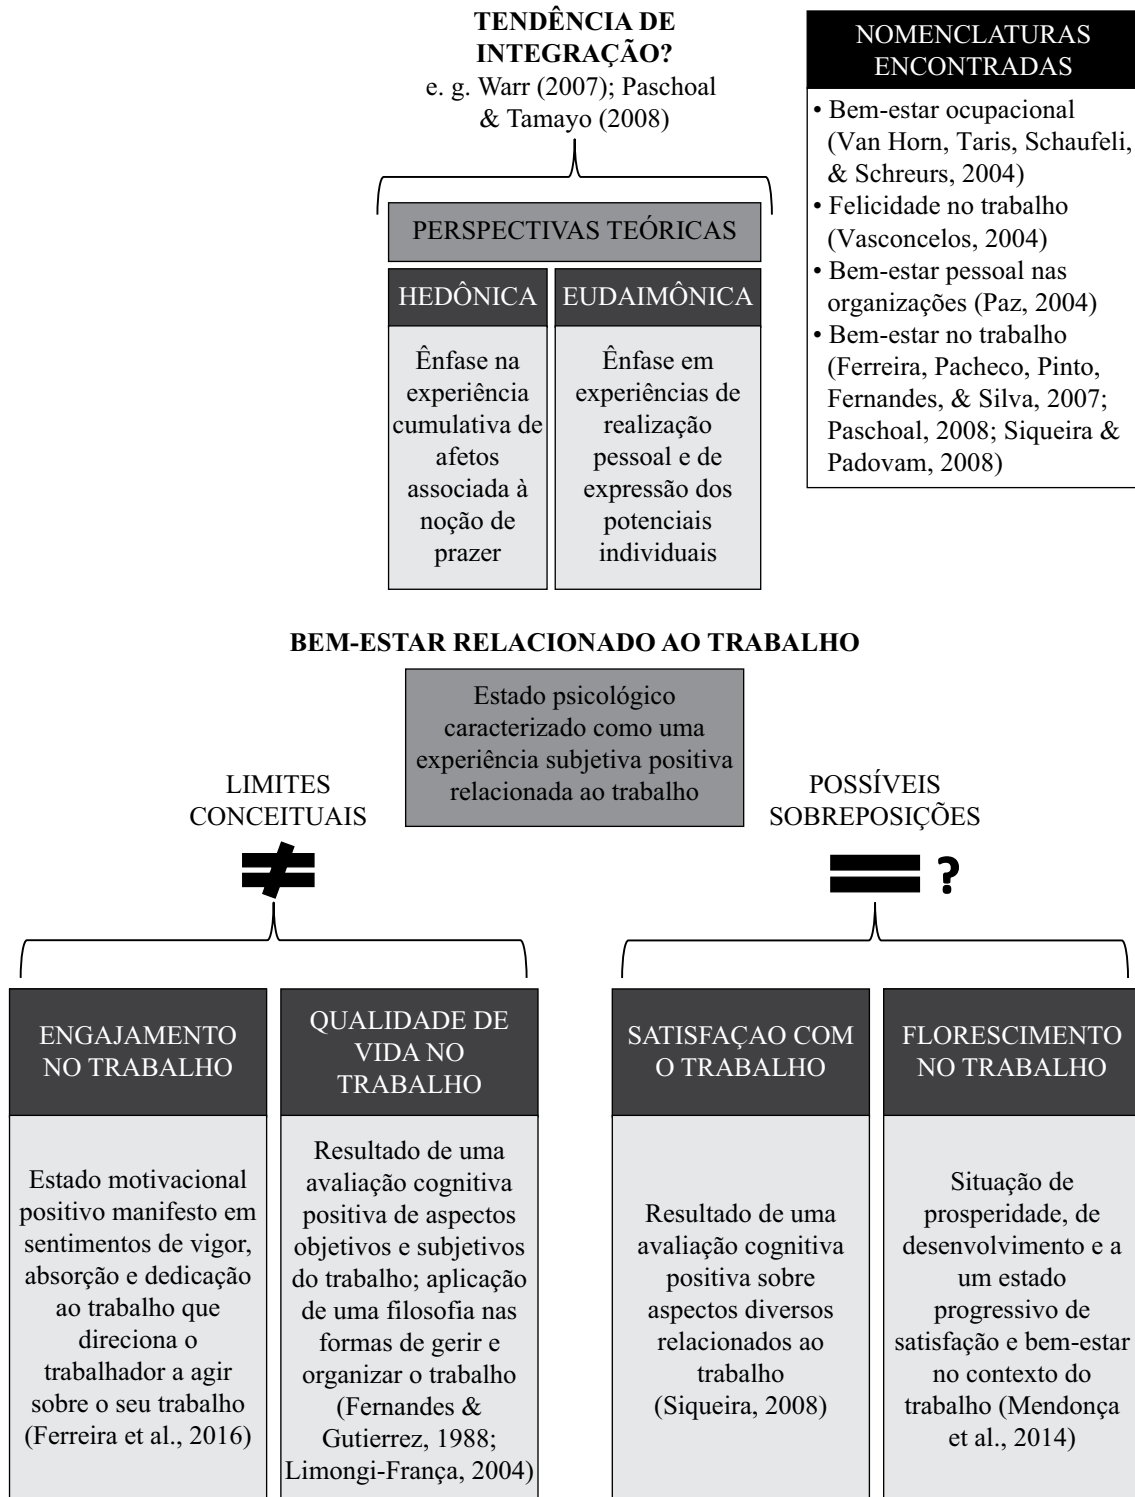 TENDÊNCIA DE
INTEGRAÇÃO?
e. g. Warr (2007); Paschoal
& Tamayo (2008)
NOMENCLATURAS
ENCONTRADAS
• Bem-estar ocupacional
(Van Horn, Taris, Schaufeli,
& Schreurs, 2004)
• Felicidade no trabalho
(Vasconcelos, 2004)
• Bem-estar pessoal nas
organizações (Paz, 2004)
• Bem-estar no trabalho
(Ferreira, Pacheco, Pinto,
Fernandes, & Silva, 2007;
Paschoal, 2008; Siqueira &
Padovam, 2008)
PERSPECTIVAS TEÓRICAS
HEDÔNICA
Ênfase na
experiência
cumulativa de
afetos
associada à
noção de
prazer
EUDAIMÔNICA
Ênfase em
experiências de
realização
pessoal e de
expressão dos
potenciais
individuais
BEM-ESTAR RELACIONADO AO TRABALHO
Estado psicológico
caracterizado como uma
experiência subjetiva positiva
relacionada ao trabalho
LIMITES
CONCEITUAIS
≠
POSSÍVEIS
SOBREPOSIÇÕES
= ?
ENGAJAMENTO
NO TRABALHO
Estado motivacional
positivo manifesto em
sentimentos de vigor,
absorção e dedicação
ao trabalho que
direciona o
trabalhador a agir
sobre o seu trabalho
(Ferreira et al., 2016)
QUALIDADE DE
VIDA NO
TRABALHO
Resultado de uma
avaliação cognitiva
positiva de aspectos
objetivos e subjetivos
do trabalho; aplicação
de uma filosofia nas
formas de gerir e
organizar o trabalho
(Fernandes &
Gutierrez, 1988;
Limongi-França, 2004)
SATISFAÇAO COM
O TRABALHO
Resultado de uma
avaliação cognitiva
positiva sobre
aspectos diversos
relacionados ao
trabalho
(Siqueira, 2008)
FLORESCIMENTO
NO TRABALHO
Situação de
prosperidade, de
desenvolvimento e a
um estado
progressivo de
satisfação e bem-estar
no contexto do
trabalho (Mendonça
et al., 2014)